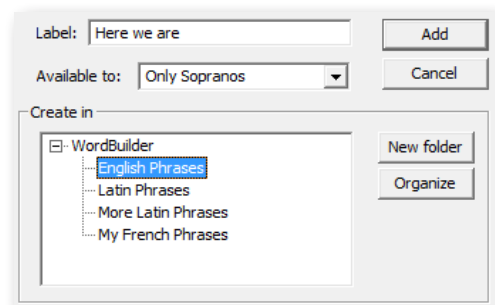 Label: Here we are Add
Available to: Only Sopranos Cancel
Create in
WordBuilder New folder
English Phrases
Latin Phrases Organize
More Latin Phrases
My French Phrases